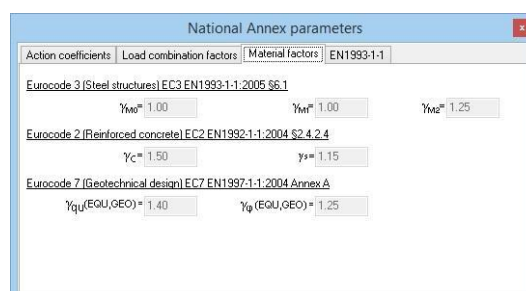 National Annex parameters
x
Action coefficients Load combination factors Material factors EN1993-1-1
Eurocode 3 (Steel structures) EC3 EN1993-1-1:2005 §6.1
γM0= 1.00 γM1= 1.00 γM2= 1.25
Eurocode 2 (Reinforced concrete) EC2 EN1992-1-1:2004 §2.4.2.4
γC= 1.50 γs= 1.15
Eurocode 7 (Geotechnical design) EC7 EN1997-1-1:2004 Annex A
γqu(EQU,GEO)= 1.40 γφ(EQU,GEO)= 1.25